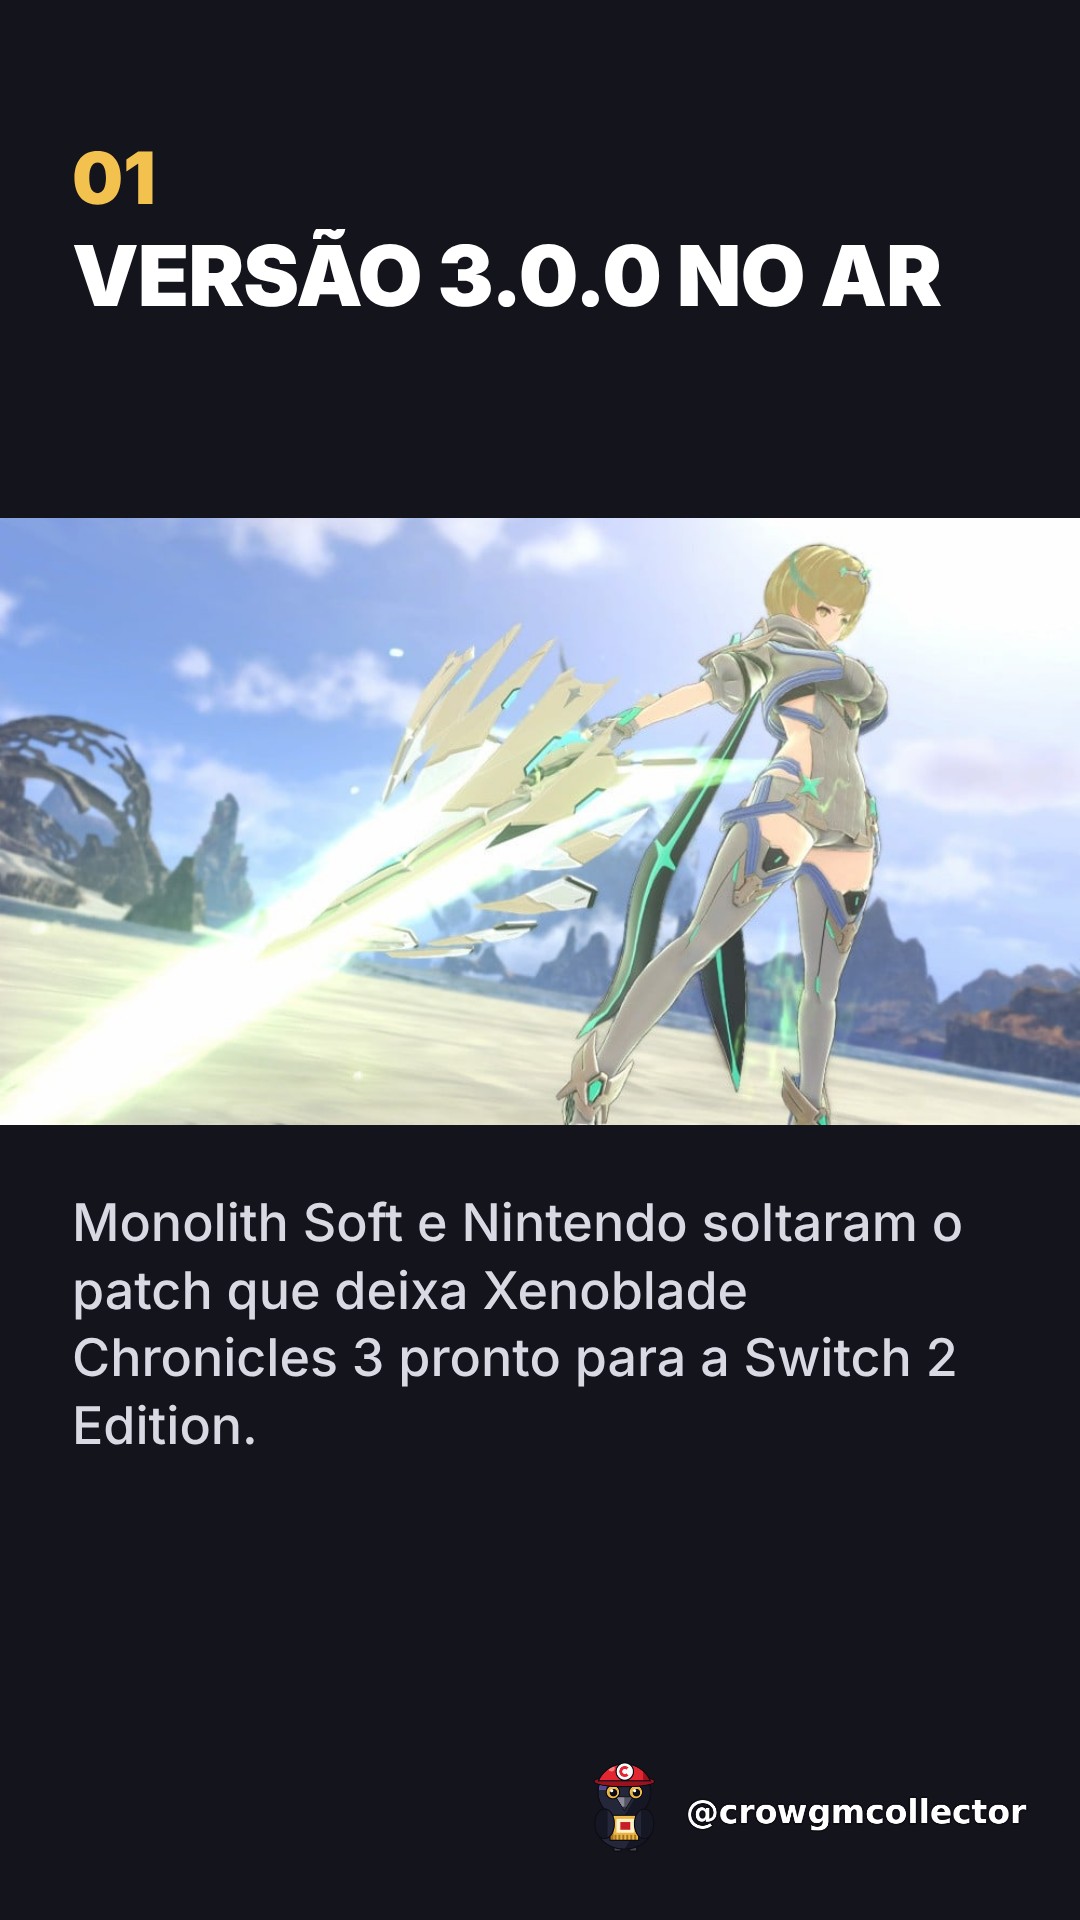 01
VERSÃO 3.0.0 NO AR
Monolith Soft e Nintendo soltaram o
patch que deixa Xenoblade
Chronicles 3 pronto para a Switch 2
Edition.
C
@crowgmcollector